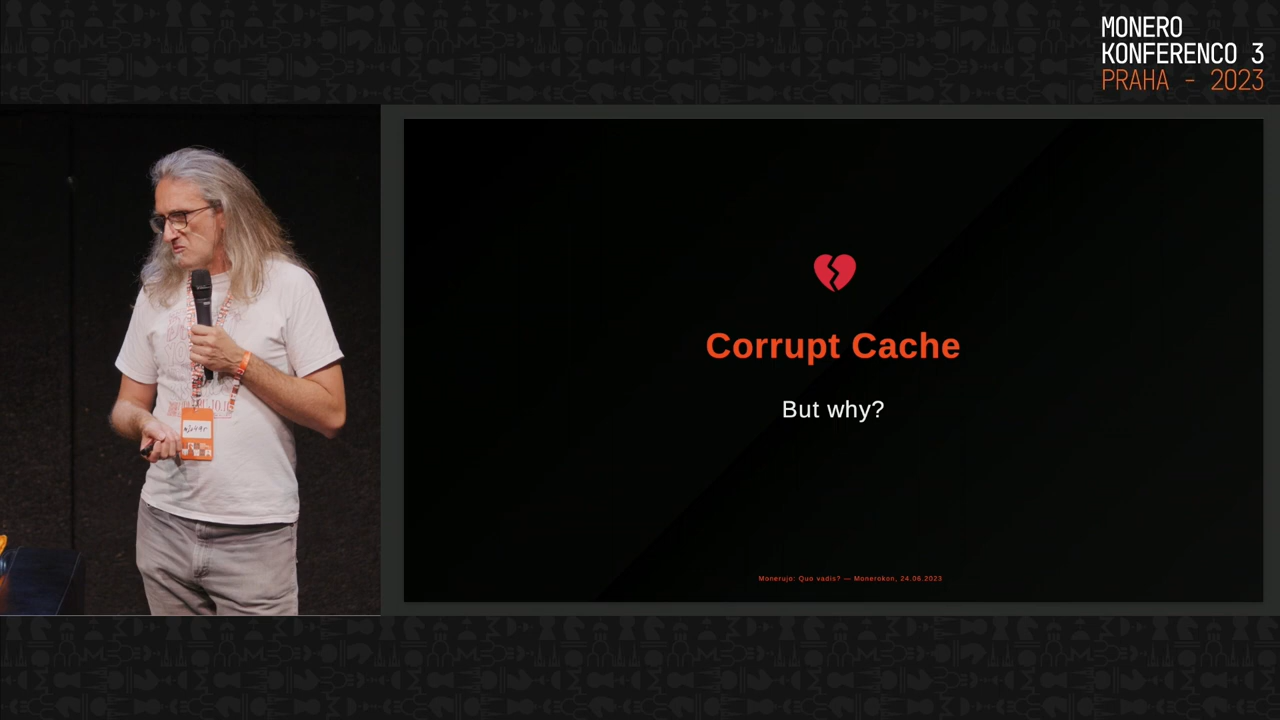 MONERO
KONFERENCO 3
PRAHA - 2023
Corrupt Cache
But why?
Monerujo: Quo vadis? — Monerokon, 24.06.2023